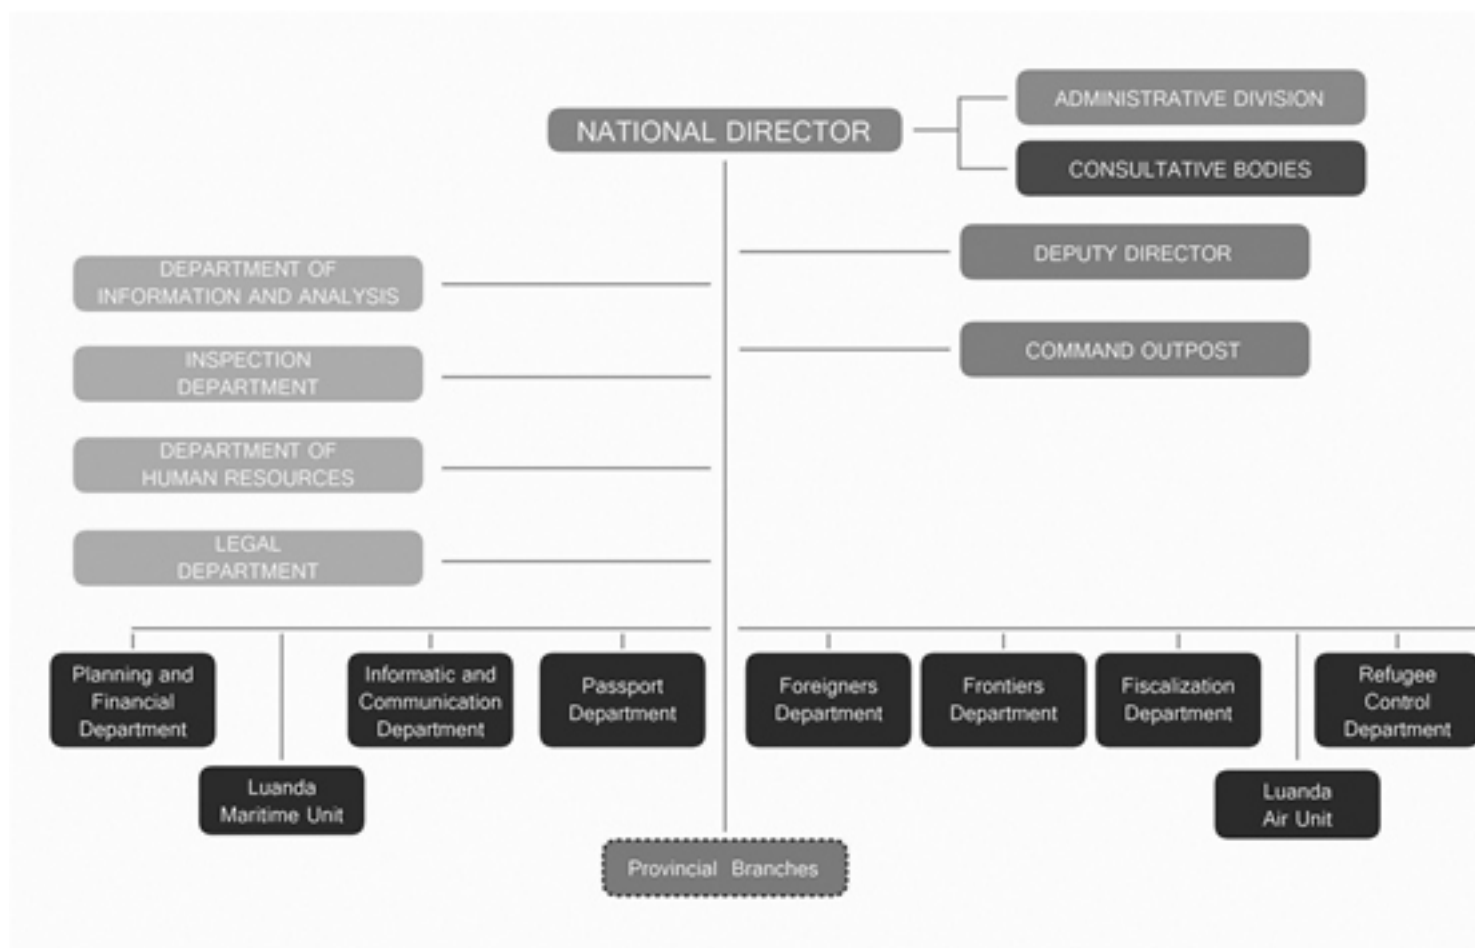 NATIONAL DIRECTOR
ADMINISTRATIVE DIVISION
CONSULTATIVE BODIES
DEPUTY DIRECTOR
COMMAND OUTPOST
DEPARTMENT OF
INFORMATION AND ANALYSIS
INSPECTION
DEPARTMENT
DEPARTMENT OF
HUMAN RESOURCES
LEGAL
DEPARTMENT
Planning and
Financial
Department
Luanda
Maritime Unit
Informatic and
Communication
Department
Passport
Department
Foreigners
Department
Frontiers
Department
Fiscalization
Department
Luanda
Air Unit
Refugee
Control
Department
Provincial Branches